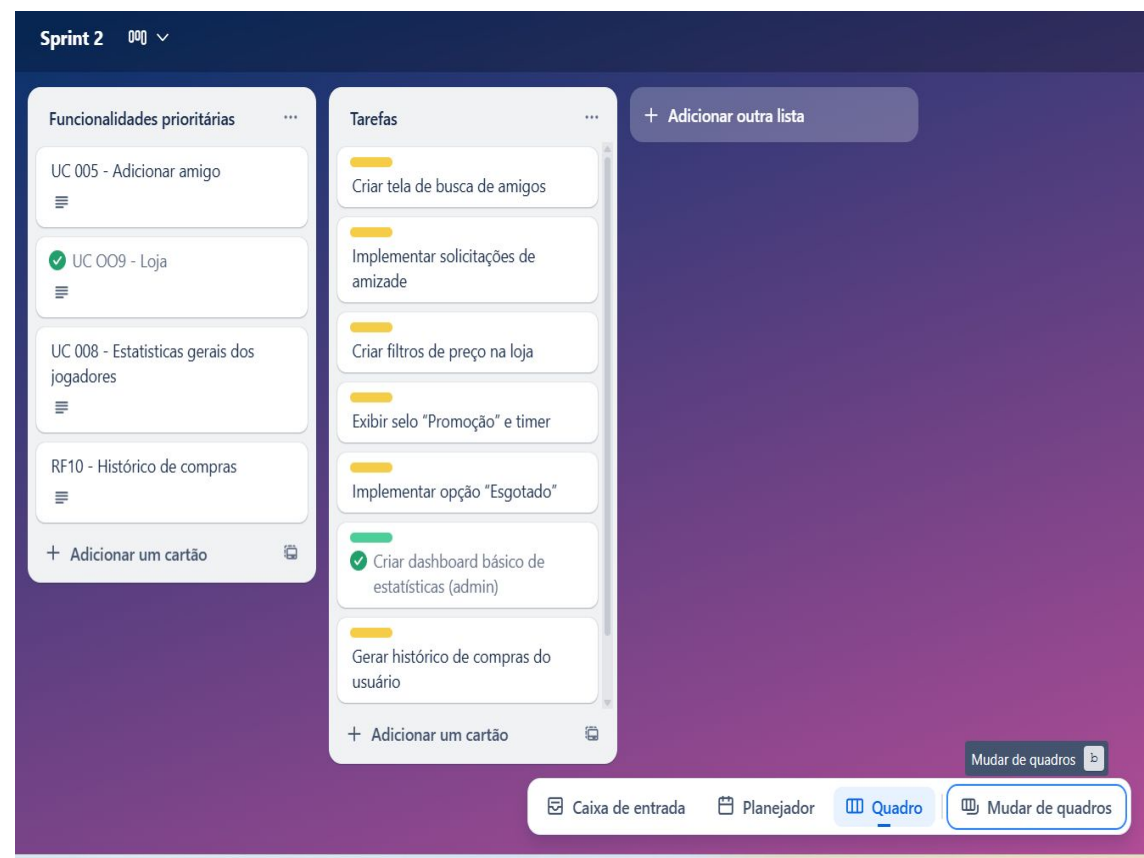 Sprint 2
Funcionalidades prioritárias
UC 005 - Adicionar amigo
UC OO9 - Loja
UC 008 - Estatisticas gerais dos
jogadores
RF10 - Histórico de compras
+ Adicionar um cartão
Tarefas
Criar tela de busca de amigos
Implementar solicitações de
amizade
Criar filtros de preço na loja
Exibir selo “Promoção” e timer
Implementar opção “Esgotado”
Criar dashboard básico de
estatísticas (admin)
Gerar histórico de compras do
usuário
+ Adicionar um cartão
+ Adicionar outra lista
Mudar de quadros b
Caixa de entrada
Planejador
Quadro
Mudar de quadros